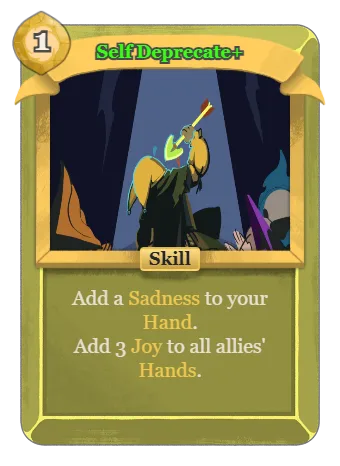 1
Self Deprecate+
Skill
Add a Sadness to your
Hand.
Add 3 Joy to all allies'
Hands.